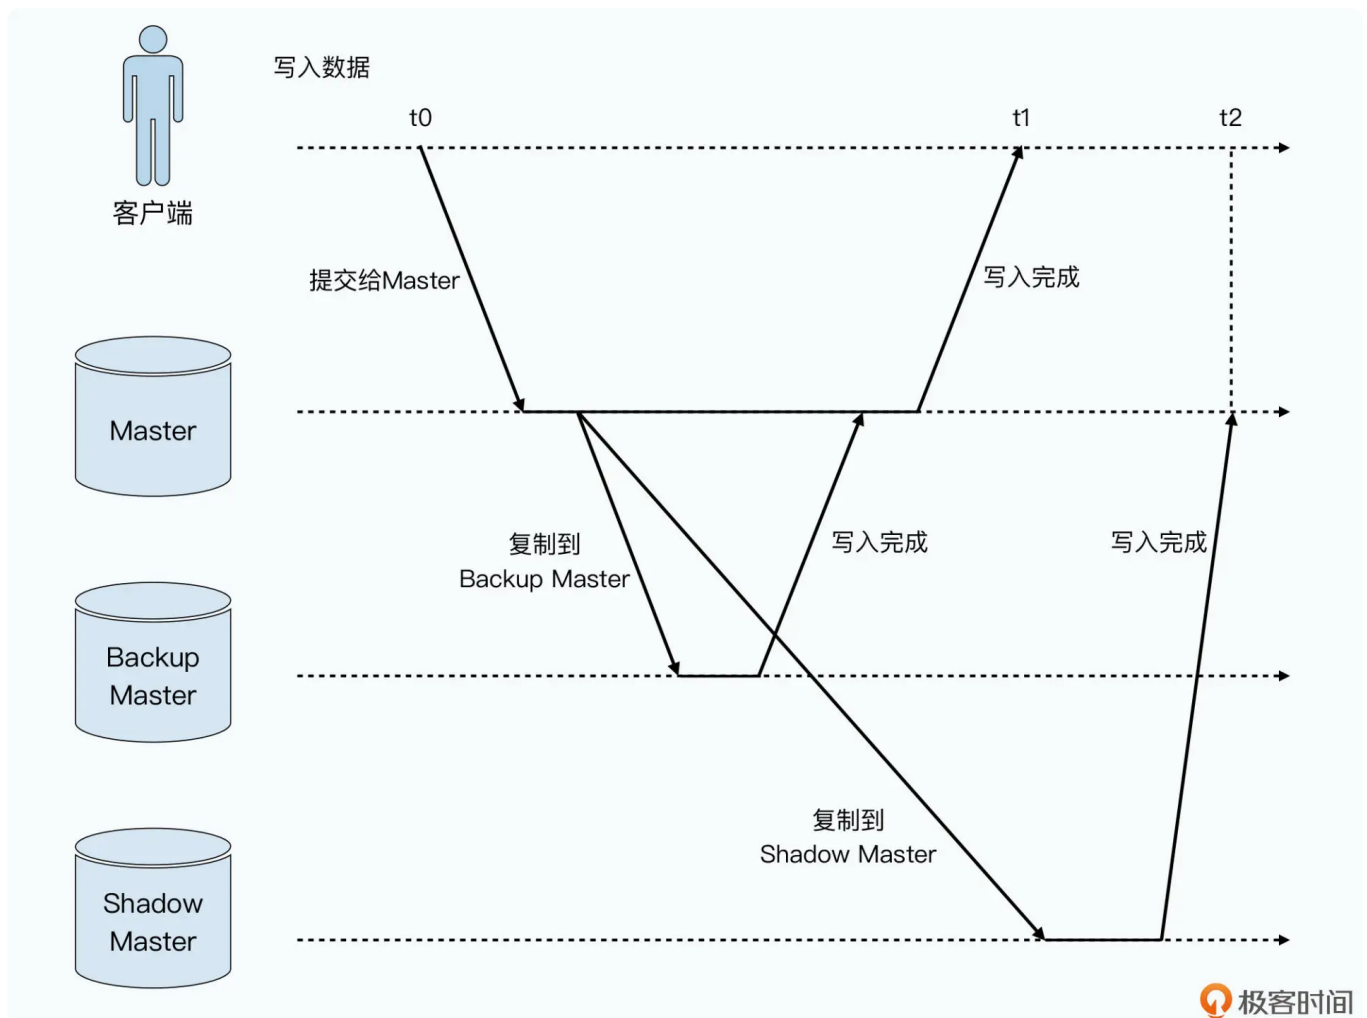 写入数据
t0
t1
t2
客户端
提交给Master
写入完成
Master
复制到
Backup Master
写入完成
写入完成
Backup
Master
复制到
Shadow Master
Shadow
Master
极客时间